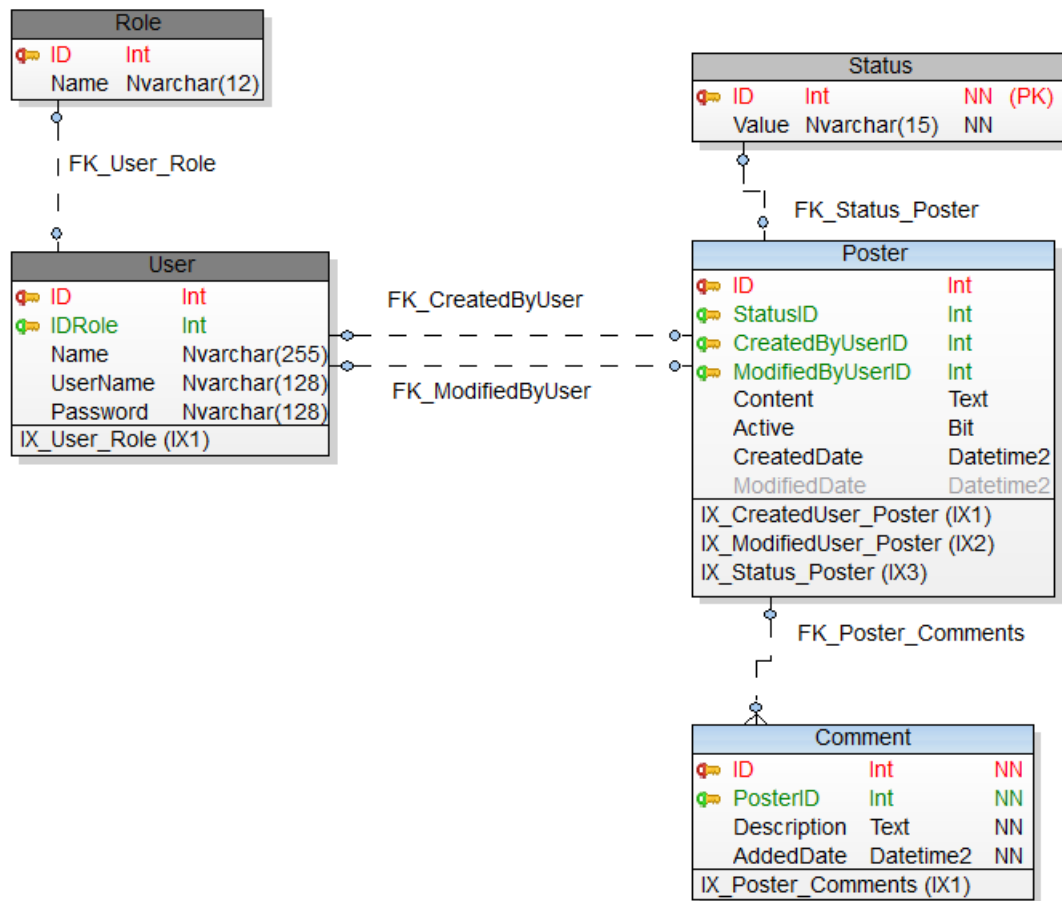 Role
ID Int
Name Nvarchar(12)
FK_User_Role
User
ID Int
IDRole Int
Name Nvarchar(255)
UserName Nvarchar(128)
Password Nvarchar(128)
IX_User_Role (IX1)
FK_CreatedByUser
FK_ModifiedByUser
Status
ID Int NN (PK)
Value Nvarchar(15) NN
FK_Status_Poster
Poster
ID Int
StatusID Int
CreatedByUserID Int
ModifiedByUserID Int
Content Text
Active Bit
CreatedDate Datetime2
ModifiedDate Datetime2
IX_CreatedUser_Poster (IX1)
IX_ModifiedUser_Poster (IX2)
IX_Status_Poster (IX3)
FK_Poster_Comments
Comment
ID Int NN
PosterID Int NN
Description Text NN
AddedDate Datetime2 NN
IX_Poster_Comments (IX1)